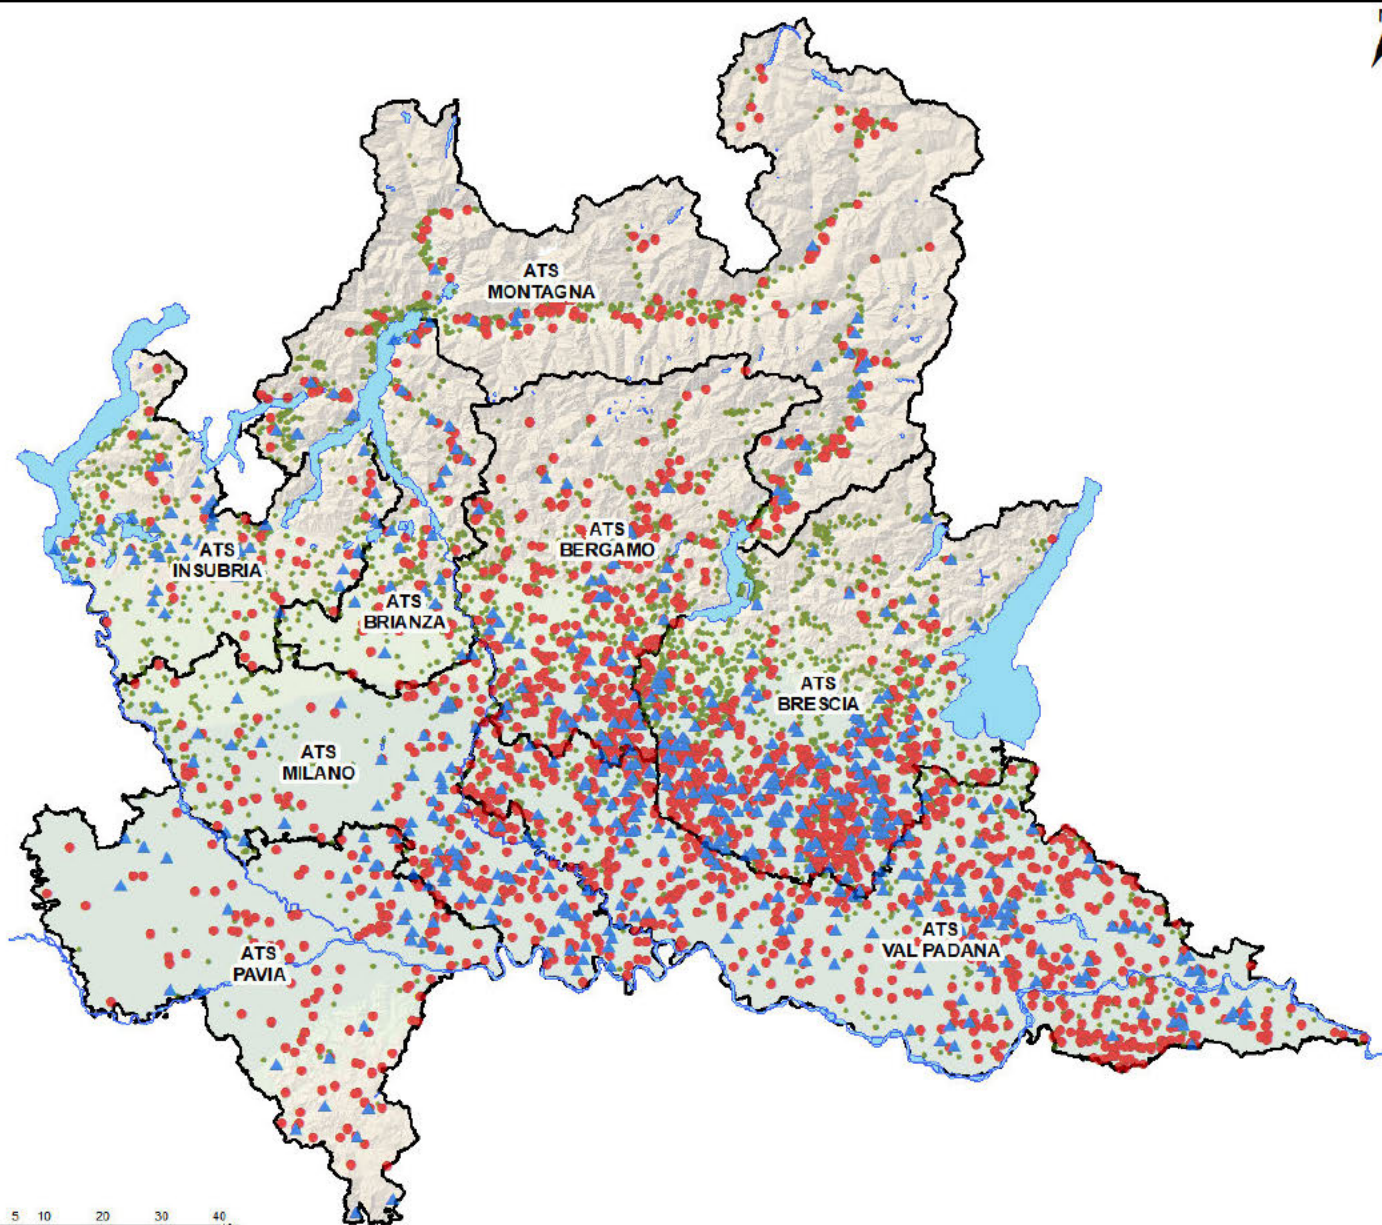 N
ATS
MONTAGNA
ATS
BERGAMO
ATS
INSUBRIA
ATS
BRIANZA
ATS
BRESCIA
ATS
MILANO
ATS
VAL PADANA
ATS
PAVIA
5 10 20 30 40